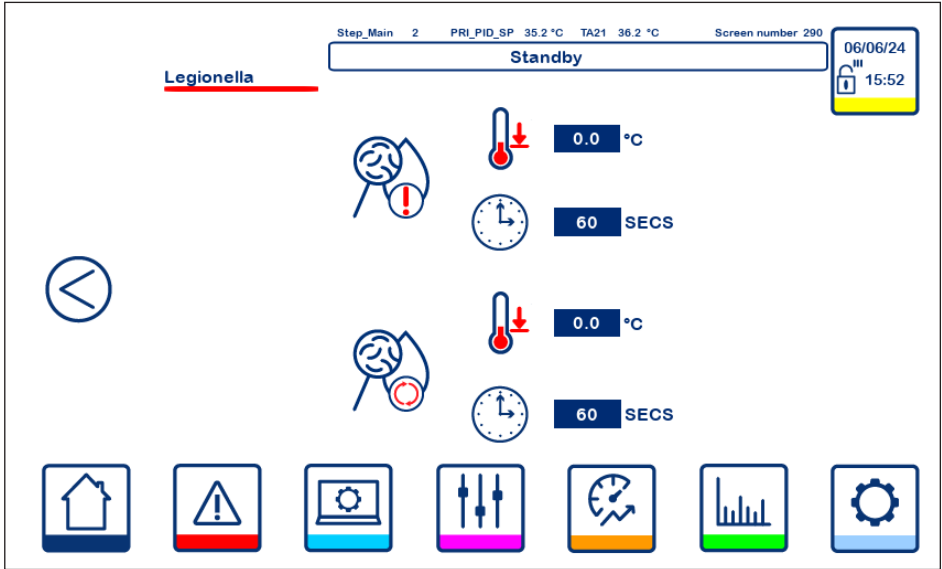 Step_Main 2 PRI_PID_SP 35.2 °C TA21 36.2 °C Screen number 290
Standby
06/06/24
15:52
Legionella
0.0 °C
60 SECS
0.0 °C
60 SECS